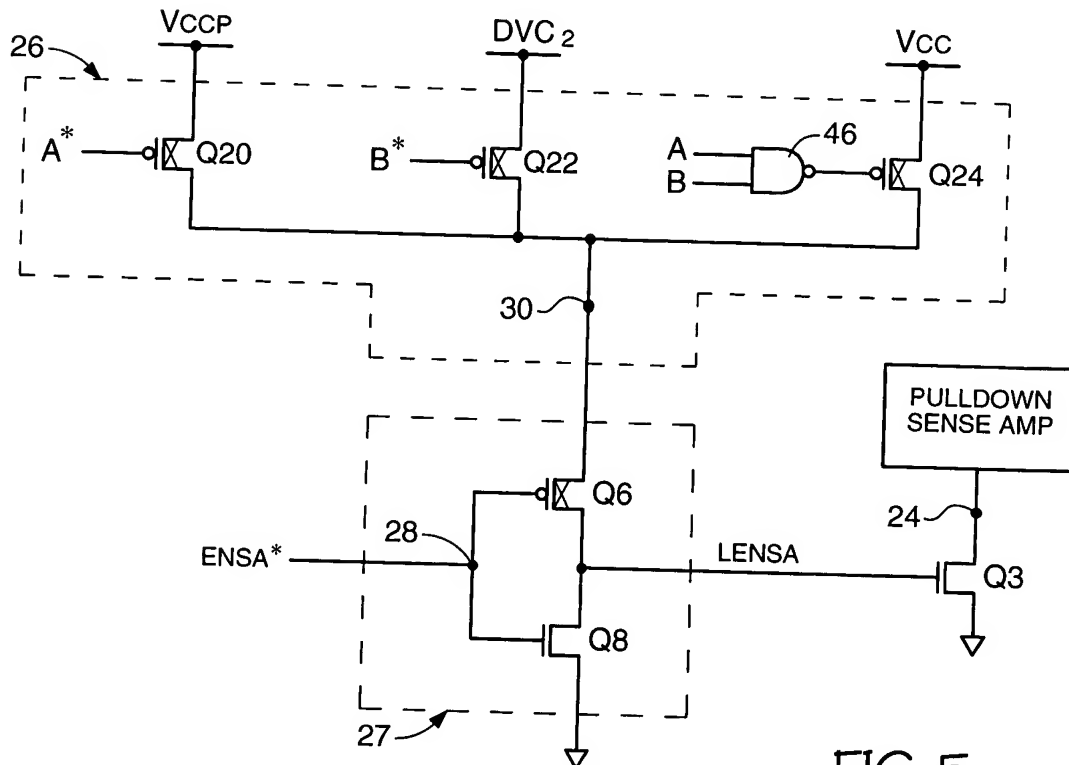 VCCP
DVC2
VCC
26
A*
Q20
B*
Q22
A
B
46
Q24
30
PULLDOWN
SENSE AMP
24
Q6
28
ENSA*
LENSA
Q3
Q8
27